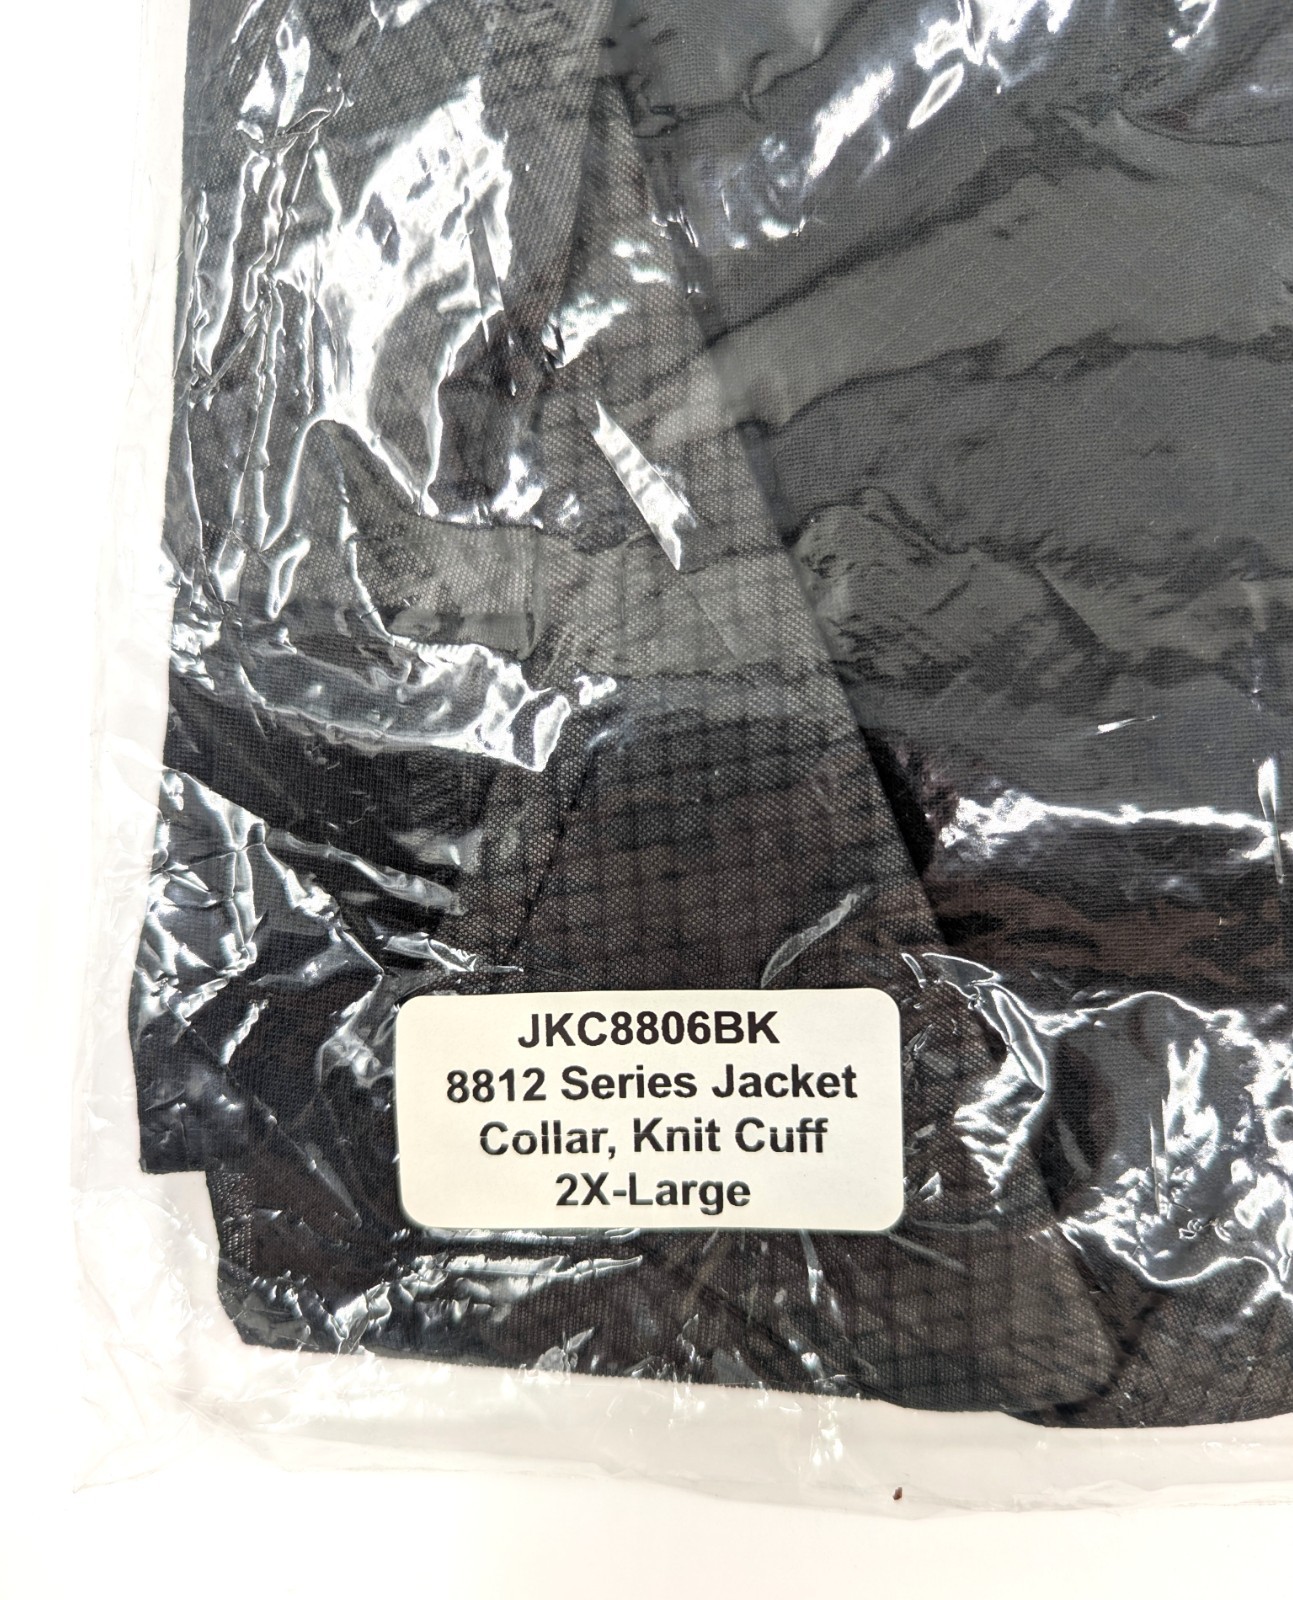 JKC8806BK
8812 Series Jacket
Collar, Knit Cuff
2X-Large